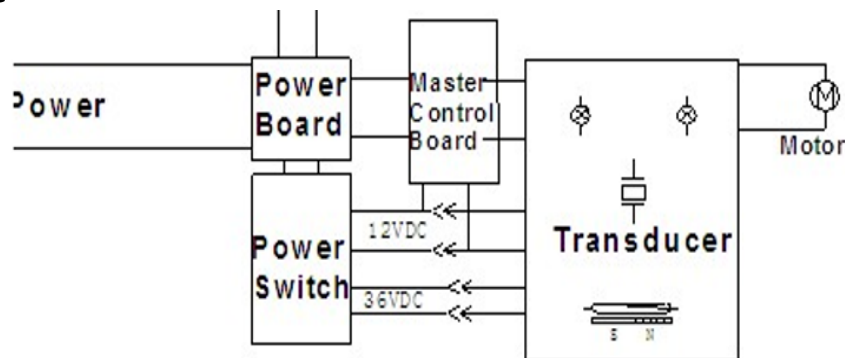 Power
Power
Board
Master
Control
Board
M
Motor
12VDC
Power
Switch
36VDC
Transducer
S N